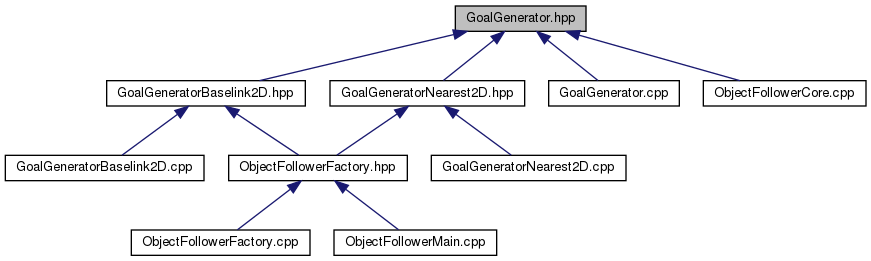 GoalGenerator.hpp
GoalGeneratorBaselink2D.hpp
GoalGeneratorNearest2D.hpp
GoalGenerator.cpp
ObjectFollowerCore.cpp
GoalGeneratorBaselink2D.cpp
ObjectFollowerFactory.hpp
GoalGeneratorNearest2D.cpp
ObjectFollowerFactory.cpp
ObjectFollowerMain.cpp